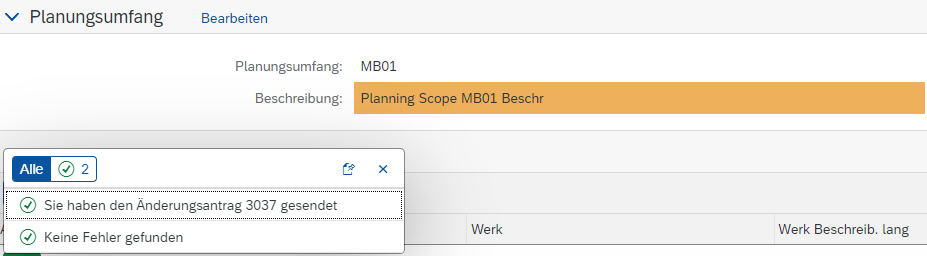 Planungsumfang Bearbeiten
Planungsumfang: MB01
Beschreibung: Planning Scope MB01 Beschr
Alle 2
Sie haben den Änderungsantrag 3037 gesendet
Werk Werk Beschreib. lang
Keine Fehler gefunden